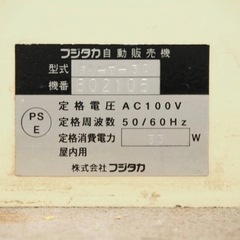 フジタカ 自動販売機
型式
機番 802105
PS
E
定格電圧 AC100V
定格周波数 50/60Hz
定格消費電力 33 W
屋内用
株式会社 フジタカ